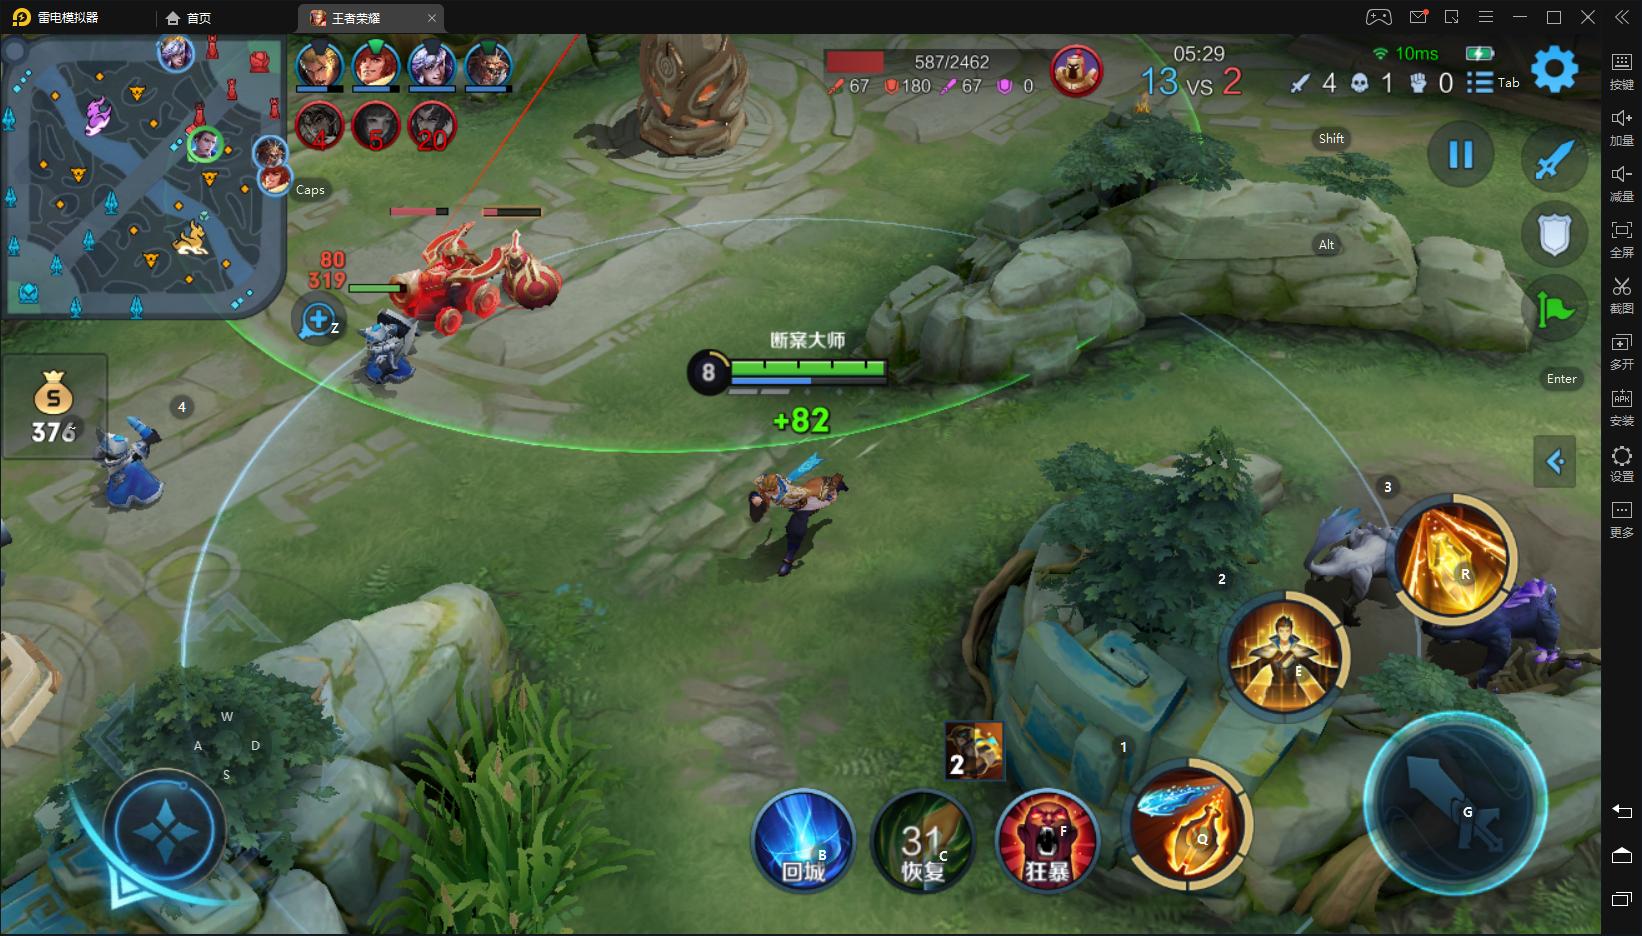 雷电模拟器
首页
王者荣耀
587/2462
67 180 67 0
05:29
13 VS 2
10ms
4 1 0 Tab
4 5 20
Caps
Shift
Alt
Enter
80
319
Z
S
376
4
断案大师
8
+82
3
R
2
E
1
Q
G
W
A D
S
2
B
回城
31
C
恢复
F
狂暴
按键
加量
减量
全屏
截图
多开
APK
安装
设置
更多